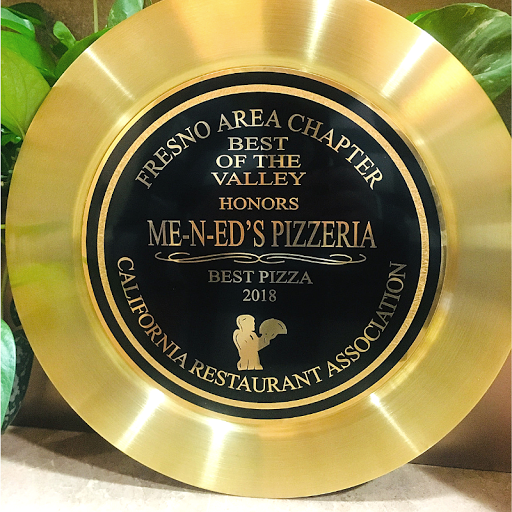 FRESNO AREA CHAPTER
BEST
OF THE
VALLEY
HONORS
ME-N-ED'S PIZZERIA
BEST PIZZA
2018
CALIFORNIA RESTAURANT ASSOCIATION